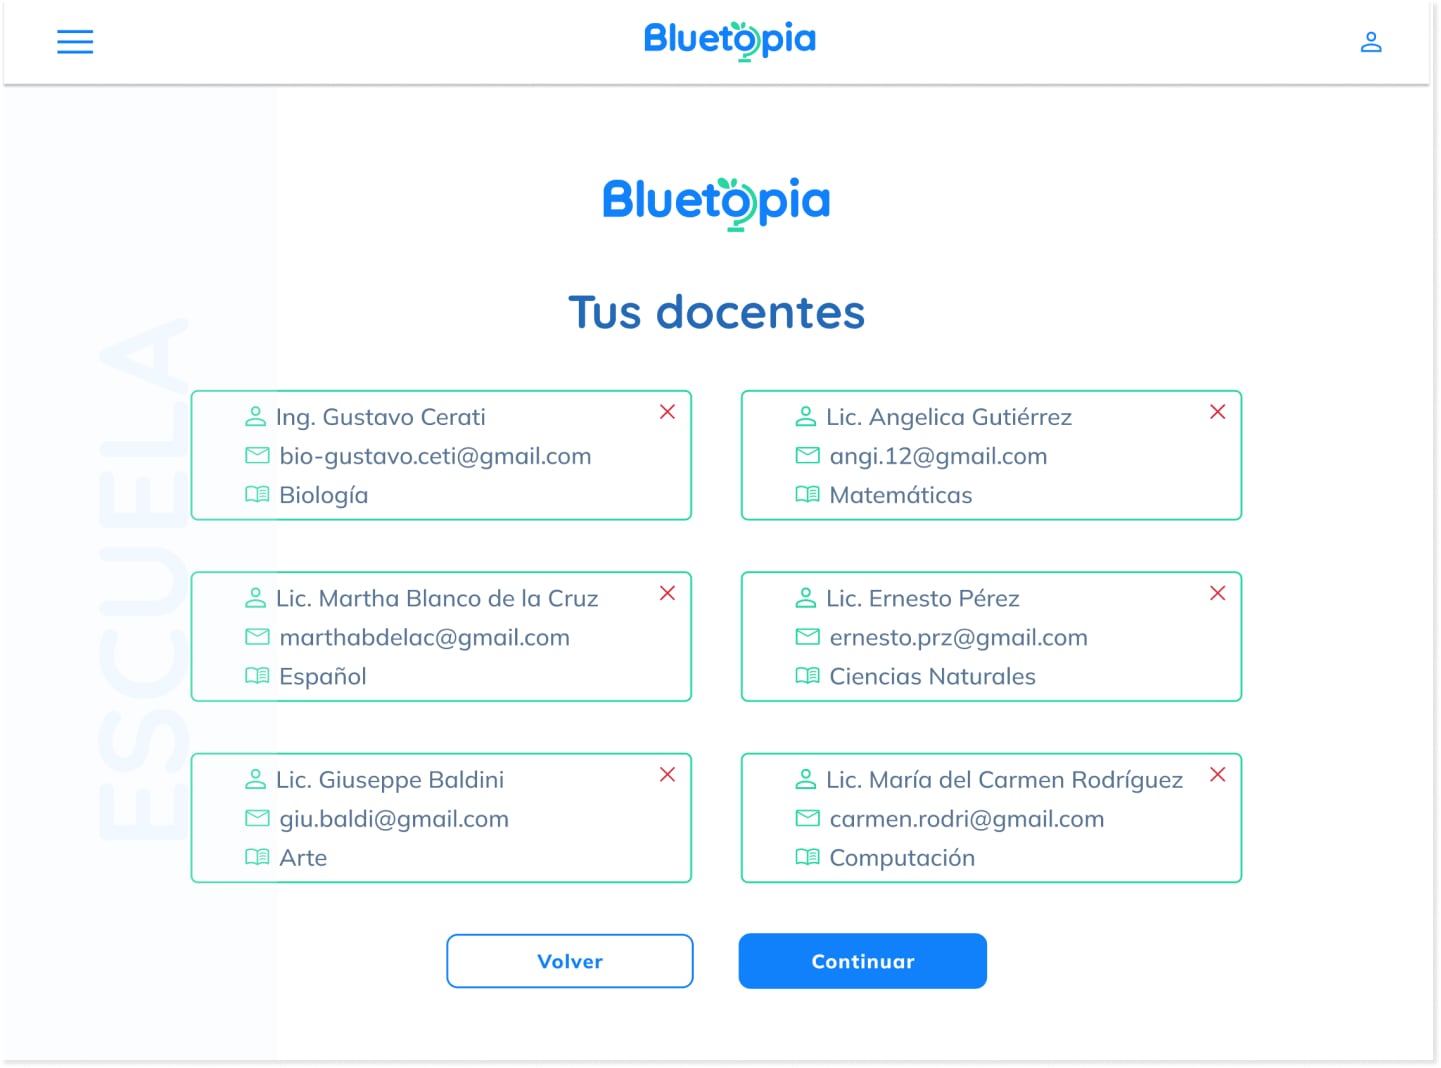 Bluetopia
Bluetopia
Tus docentes
ESCUELA
Ing. Gustavo Cerati
bio-gustavo.ceti@gmail.com
Biología
Lic. Angelica Gutiérrez
angi.12@gmail.com
Matemáticas
Lic. Martha Blanco de la Cruz
marthabdelac@gmail.com
Español
Lic. Ernesto Pérez
ernesto.prz@gmail.com
Ciencias Naturales
Lic. Giuseppe Baldini
giu.baldi@gmail.com
Arte
Lic. María del Carmen Rodríguez
carmen.rodri@gmail.com
Computación
Volver
Continuar